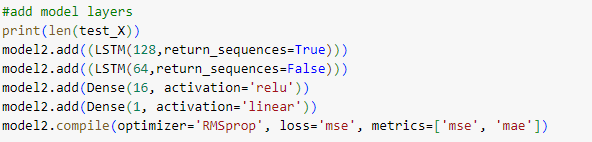 #add model layers
print(len(test_X))
model2.add((LSTM(128,return_sequences=True)))
model2.add((LSTM(64,return_sequences=False)))
model2.add(Dense(16, activation='relu'))
model2.add(Dense(1, activation='linear'))
model2.compile(optimizer='RMSprop', loss='mse', metrics=['mse', 'mae'])